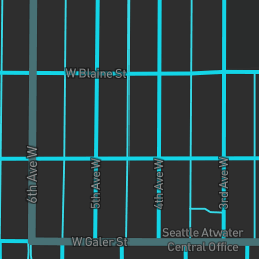 W Blaine St
6th Ave W
5th Ave W
4th Ave W
3rd Ave W
W Galer St
Seattle Atwater
Central Office